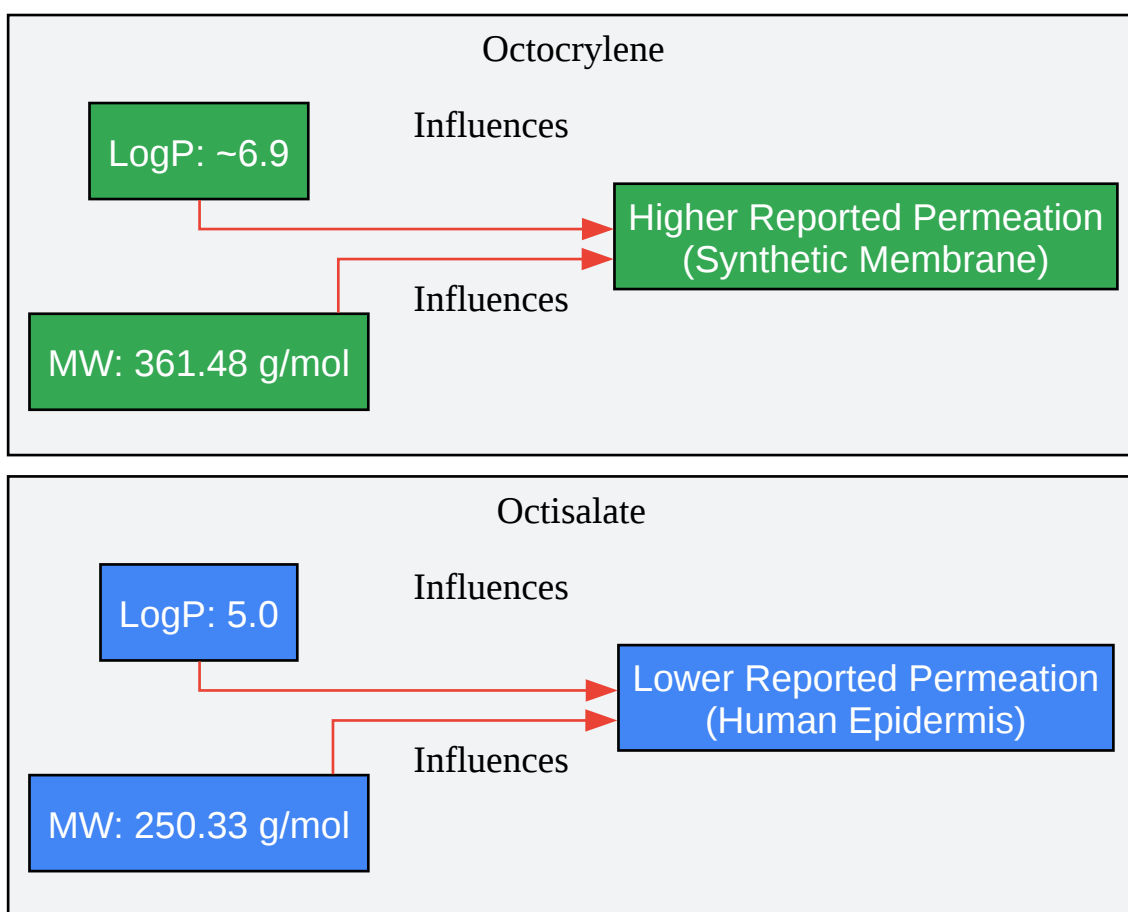 Octocrylene
LogP: ~6.9
Influences
Higher Reported Permeation
(Synthetic Membrane)
Influences
MW: 361.48 g/mol
Octisalate
LogP: 5.0
Influences
Lower Reported Permeation
(Human Epidermis)
Influences
MW: 250.33 g/mol